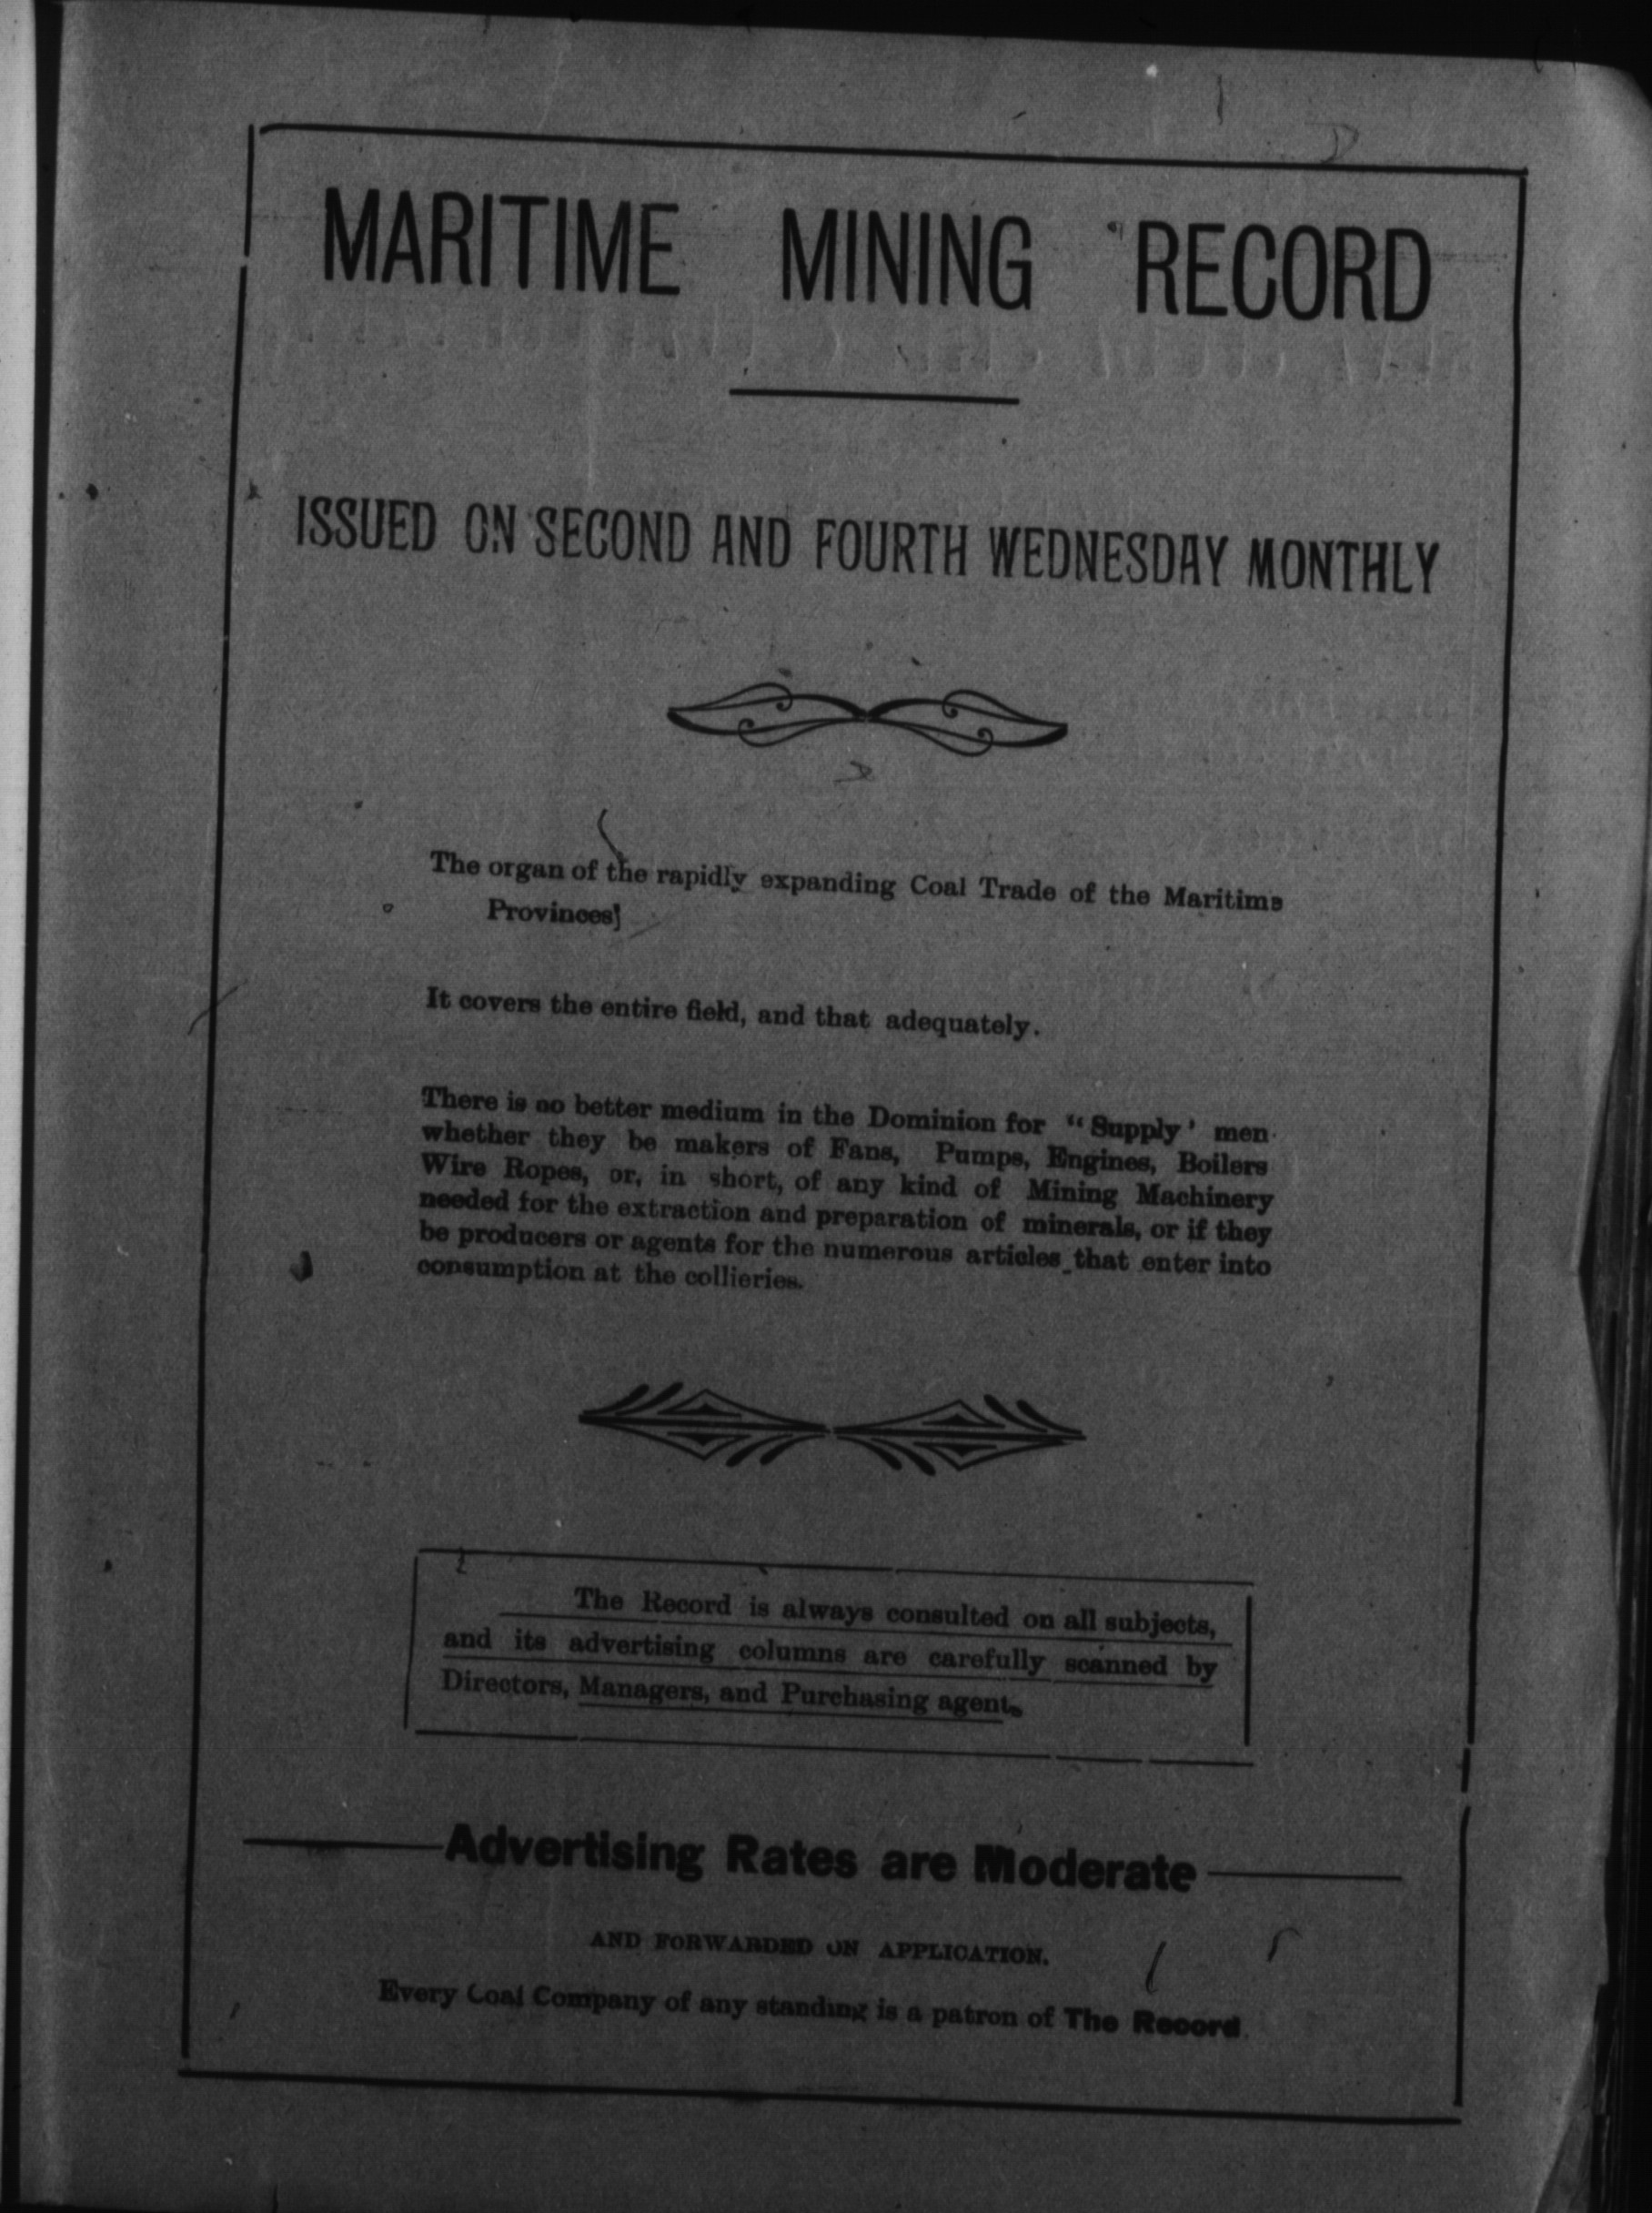 MARITIME MINING RECORD
ISSUED ON SECOND AND FOURTH WEDNESDAY MONTHLY
The organ of the rapidly expanding Coal Trade of the Maritime
Provinces]
It covers the entire field, and that adequately.
There is no better medium in the Dominion for "Supply' men
whether they be makers of Fans, Pumps, Engines, Boilers
Wire Ropes, or, in short, of any kind of Mining Machinery
needed for the extraction and preparation of minerals, or if they
be producers or agents for the numerous articles that enter into
consumption at the collieries.
The Record is always consulted on all subjects,
and its advertising columns are carefully scanned by
Directors, Managers, and Purchasing agent.
Advertising Rates are Moderate
AND FORWARDED ON APPLICATION.
Every Coal Company of any standing is a patron of The Record.